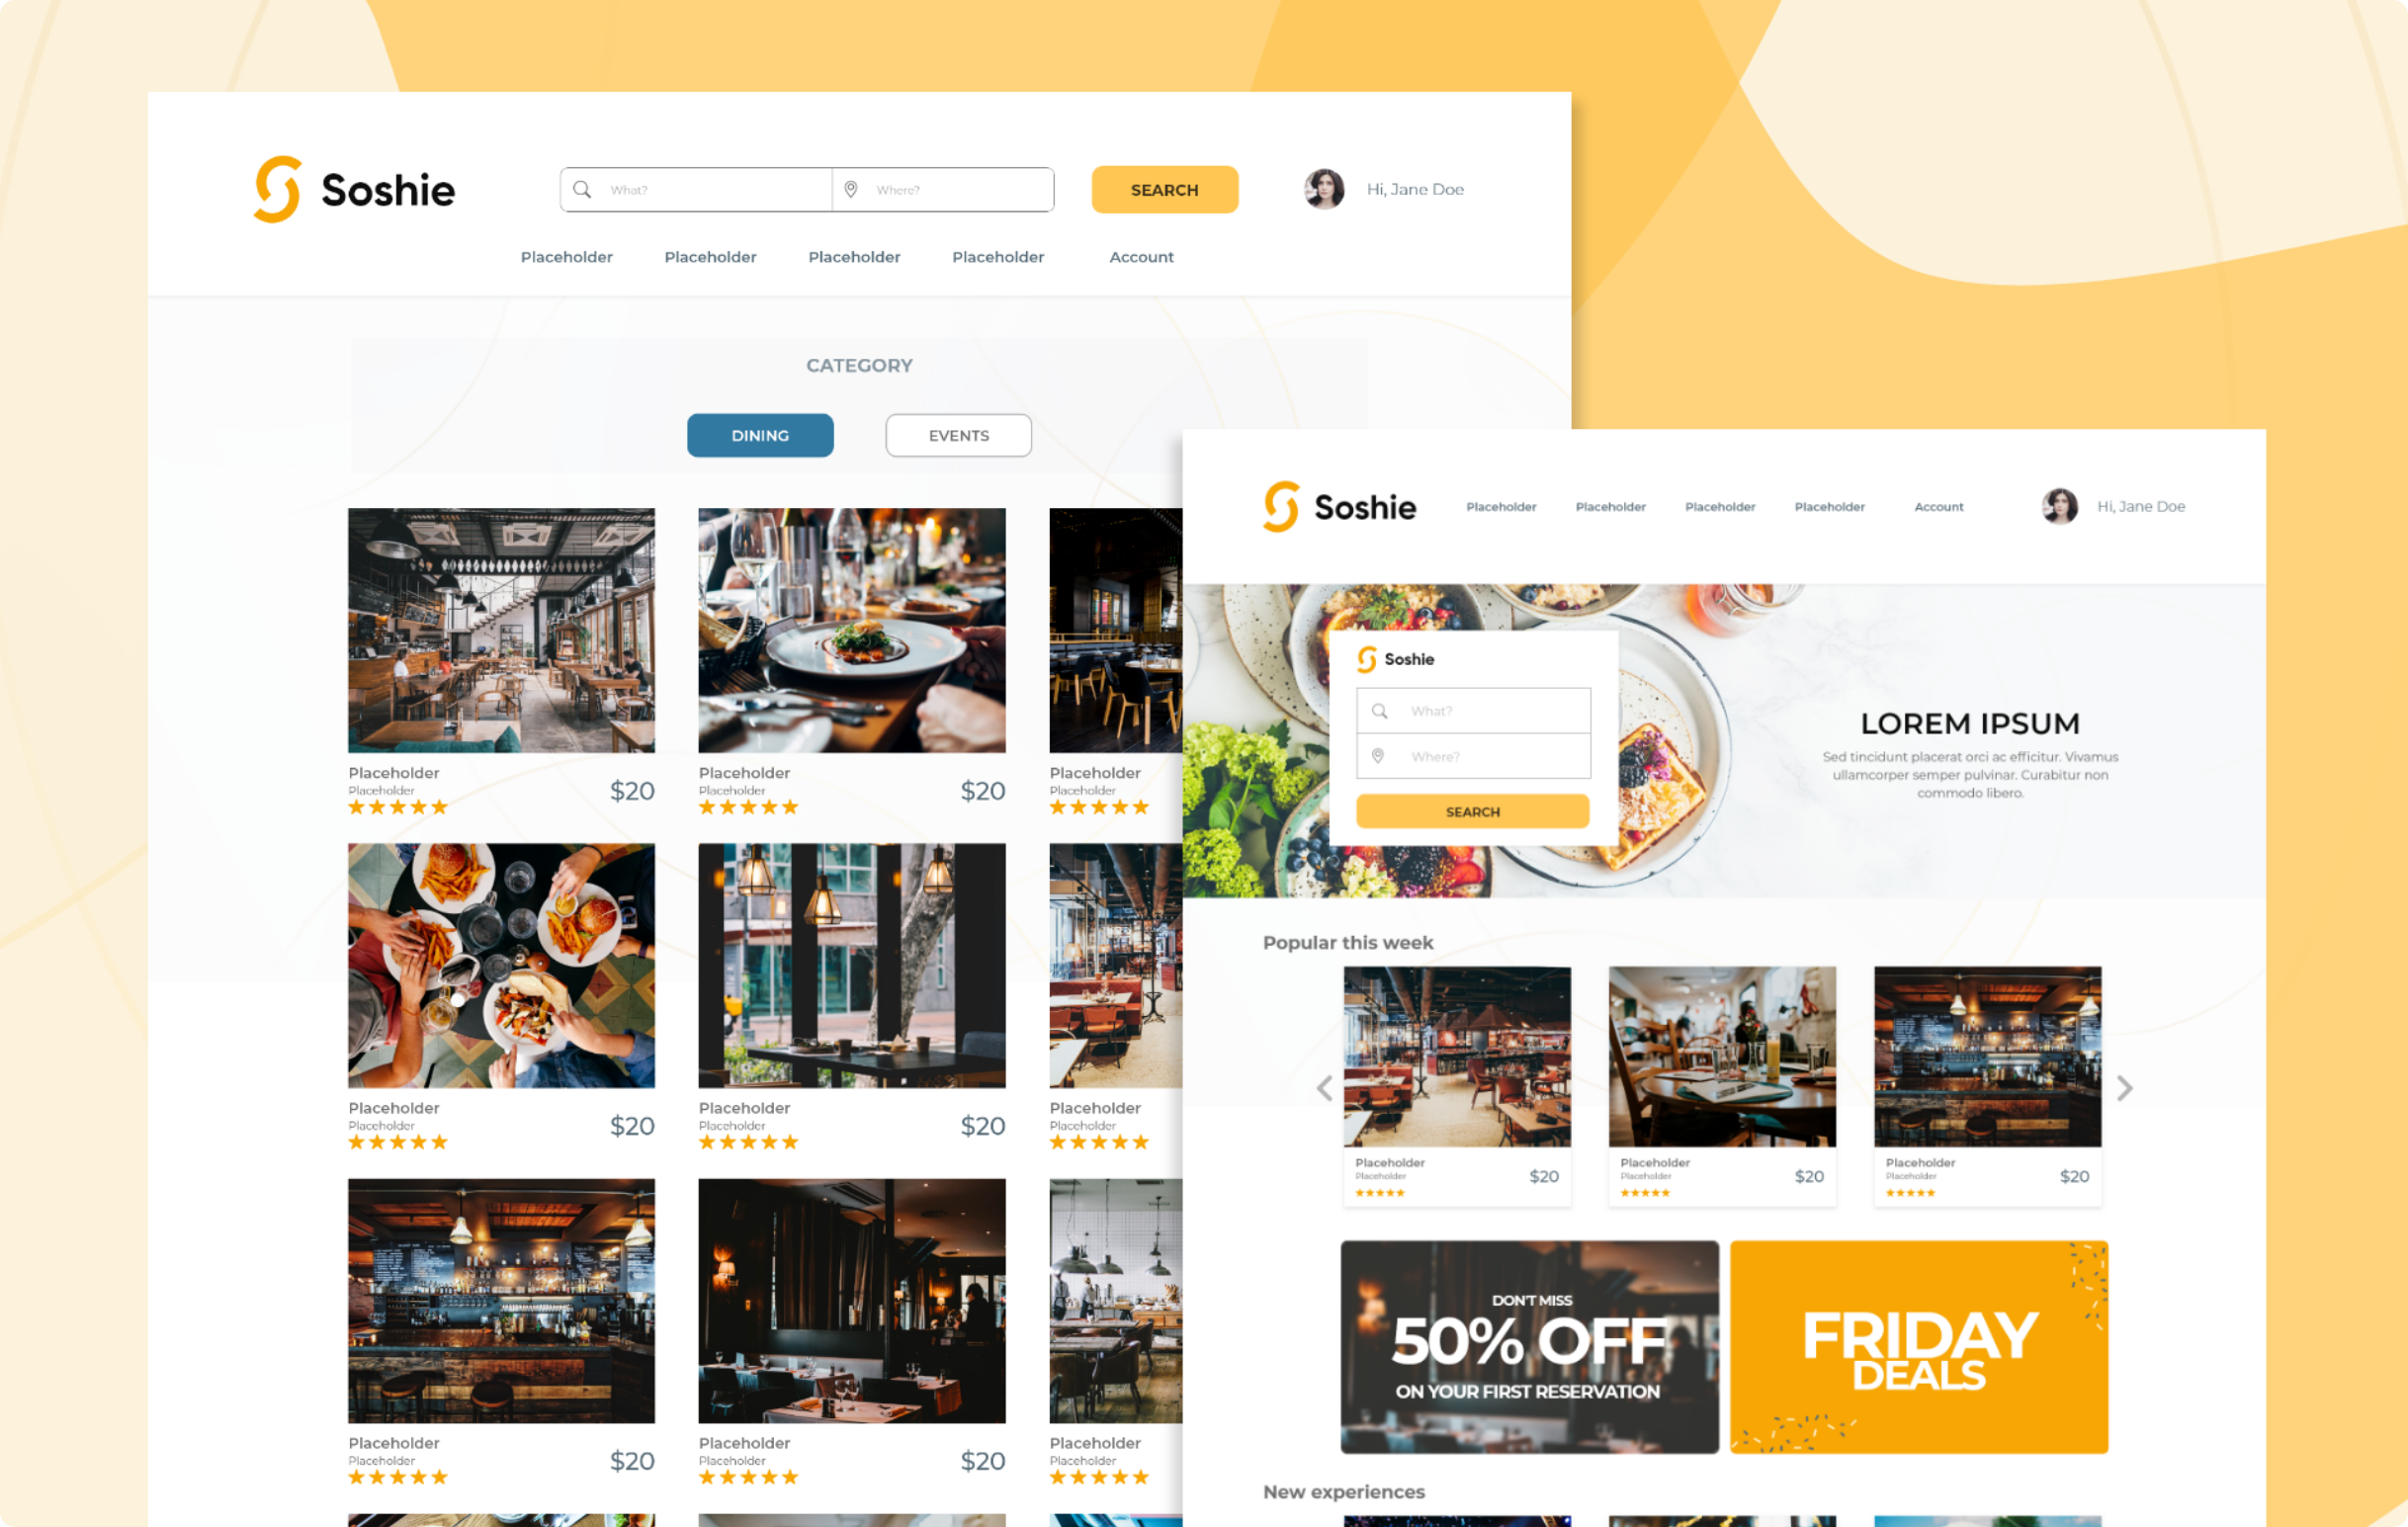 Soshie
What? Where? SEARCH Hi, Jane Doe
Placeholder Placeholder Placeholder Placeholder Account
CATEGORY
DINING EVENTS
Placeholder
Placeholder
$20
Placeholder
Placeholder
$20
Placeholder
Placeholder
Placeholder
Placeholder
$20
Placeholder
Placeholder
$20
Placeholder
Placeholder
Placeholder
Placeholder
$20
Placeholder
Placeholder
$20
Placeholder
Placeholder
Soshie Placeholder Placeholder Placeholder Placeholder Account Hi, Jane Doe
Soshie
What?
Where?
SEARCH
LOREM IPSUM
Sed tincidunt placerat orci ac efficitur. Vivamus
ullamcorper semper pulvinar. Curabitur non
commodo libero.
Popular this week
Placeholder
Placeholder
$20
Placeholder
Placeholder
$20
Placeholder
Placeholder
$20
DON'T MISS
50% OFF
ON YOUR FIRST RESERVATION
FRIDAY
DEALS
New experiences